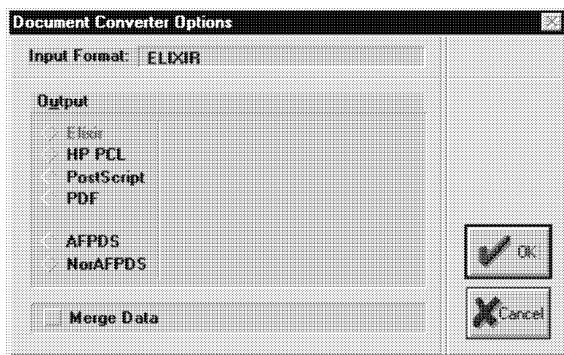 Document Converter Options
Input Format: ELIXIR
Output
Elixir
HP PCL
PostScript
PDF
AFPDS
NorAFPDS
OK
Merge Data
Cancel